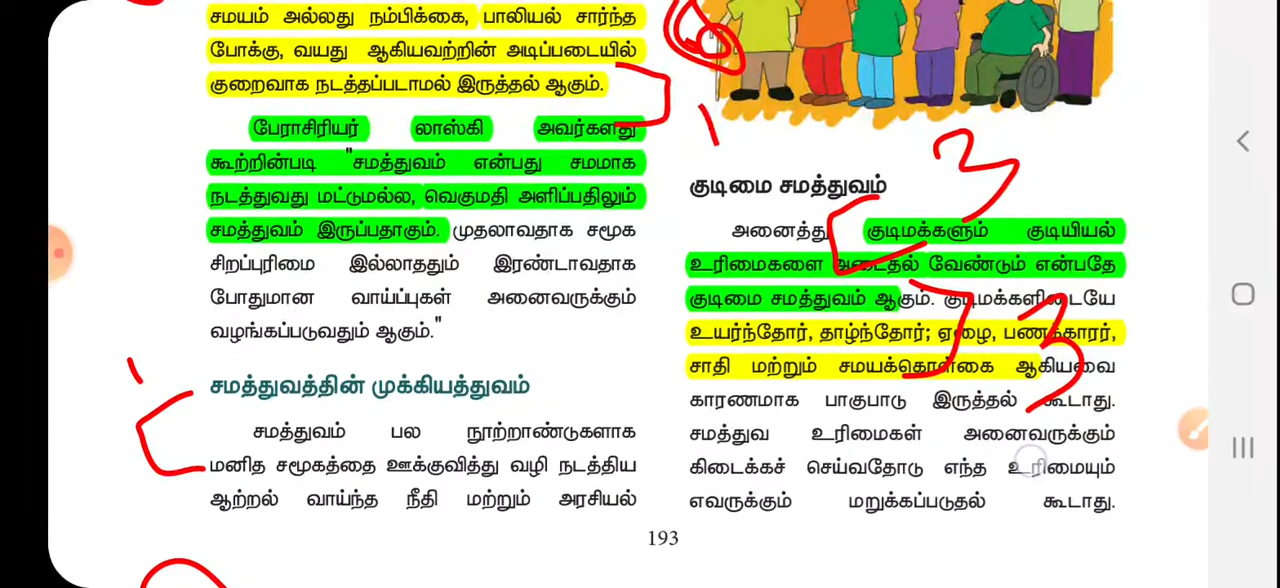 சமயம் அல்லது நம்பிக்கை, பாலியல் சார்ந்த
போக்கு, வயது ஆகியவற்றின் அடிப்படையில்
குறைவாக நடத்தப்படாமல் இருத்தல் ஆகும்.
பேராசிரியர் லாஸ்கி அவர்களது
கூற்றின்படி "சமத்துவம் என்பது சமமாக
நடத்துவது மட்டுமல்ல, வெகுமதி அளிப்பதிலும்
சமத்துவம் இருப்பதாகும். முதலாவதாக சமூக
சிறப்புரிமை இல்லாததும் இரண்டாவதாக
போதுமான வாய்ப்புகள் அனைவருக்கும்
வழங்கப்படுவதும் ஆகும்."
சமத்துவத்தின் முக்கியத்துவம்
சமத்துவம் பல நூற்றாண்டுகளாக
மனித சமூகத்தை ஊக்குவித்து வழி நடத்திய
ஆற்றல் வாய்ந்த நீதி மற்றும் அரசியல்
3
குடிமை சமத்துவம்
அனைத்து குடிமக்களும் குடியியல்
உரிமைகளை அடைதல் வேண்டும் என்பதே
குடிமை சமத்துவம் ஆகும். குடிமக்களிடையே
உயர்ந்தோர், தாழ்ந்தோர்; ஏழை, பணக்காரர்,
சாதி மற்றும் சமயக்கொள்கை ஆகியவை
காரணமாக பாகுபாடு இருத்தல் கூடாது.
சமத்துவ உரிமைகள் அனைவருக்கும்
கிடைக்கச் செய்வதோடு எந்த உரிமையும்
எவருக்கும் மறுக்கப்படுதல் கூடாது.
3
193